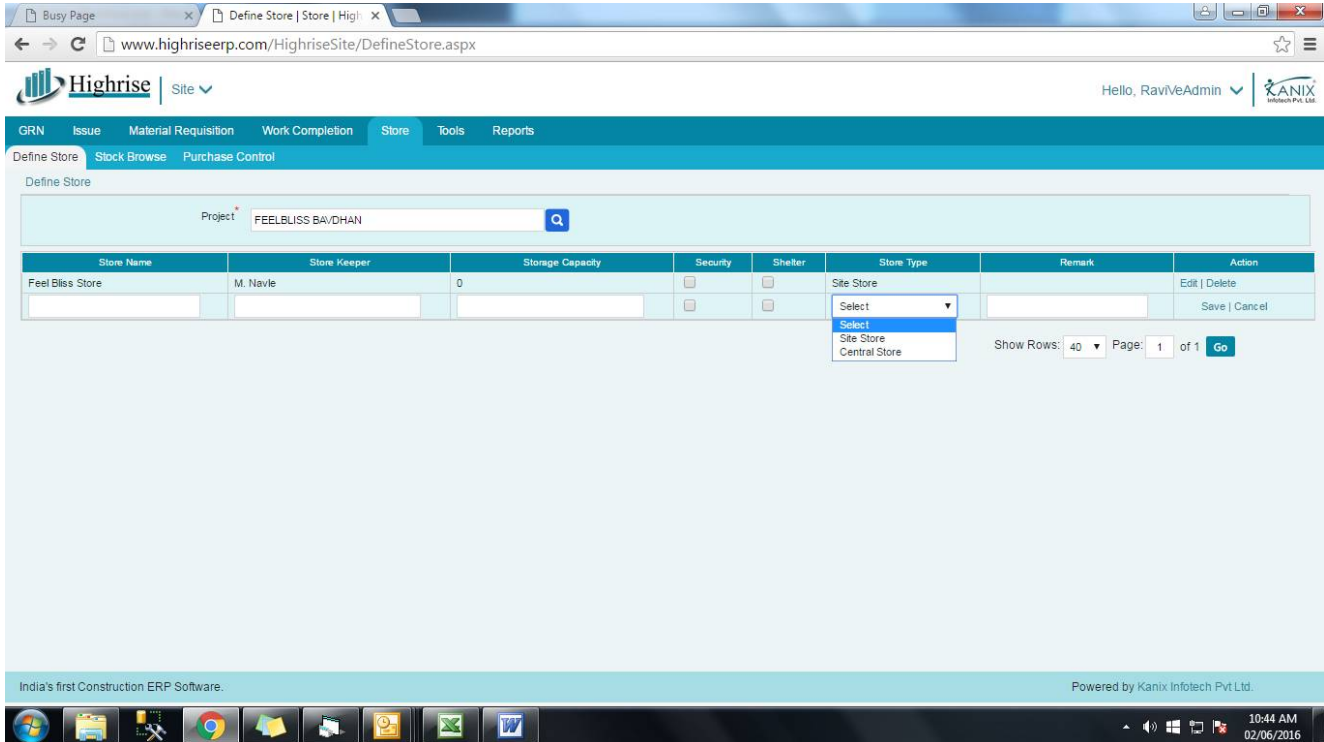 Busy Page Define Store | Store | High
www.highriseerp.com/HighriseSite/DefineStore.aspx
Highrise Site Hello, RaviVeAdmin KANIX
Infotech Pvt. Ltd.
GRN Issue Material Requisition Work Completion Store Tools Reports
Define Store Stock Browse Purchase Control
Define Store
Project* FEELBLISS BAVDHAN
Store Name Store Keeper Storage Capacity Security Shelter Store Type Remark Action
Feel Bliss Store M. Navle 0 Site Store Edit | Delete
Select Save | Cancel
Select
Site Store
Central Store
Show Rows: 40 Page: 1 of 1 Go
India's first Construction ERP Software. Powered by Kanix Infotech Pvt Ltd.
10:44 AM
02/06/2016